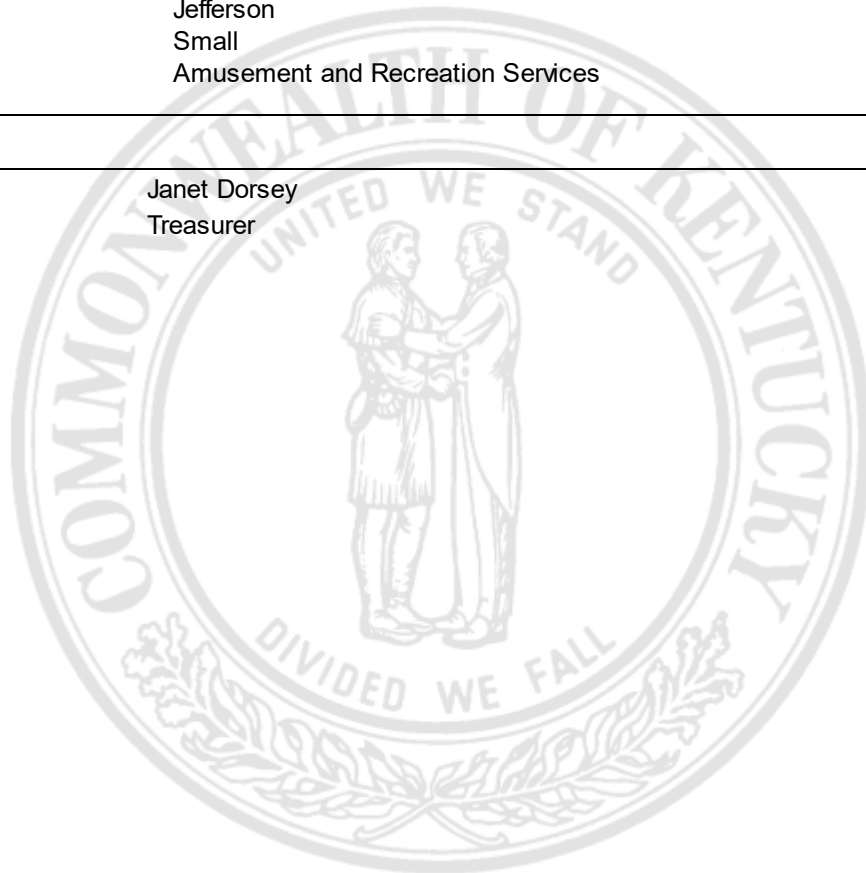 Jefferson
Small
Amusement and Recreation Services
Janet Dorsey
Treasurer
COMMONWEALTH OF KENTUCKY
UNITED WE STAND
DIVIDED WE FALL